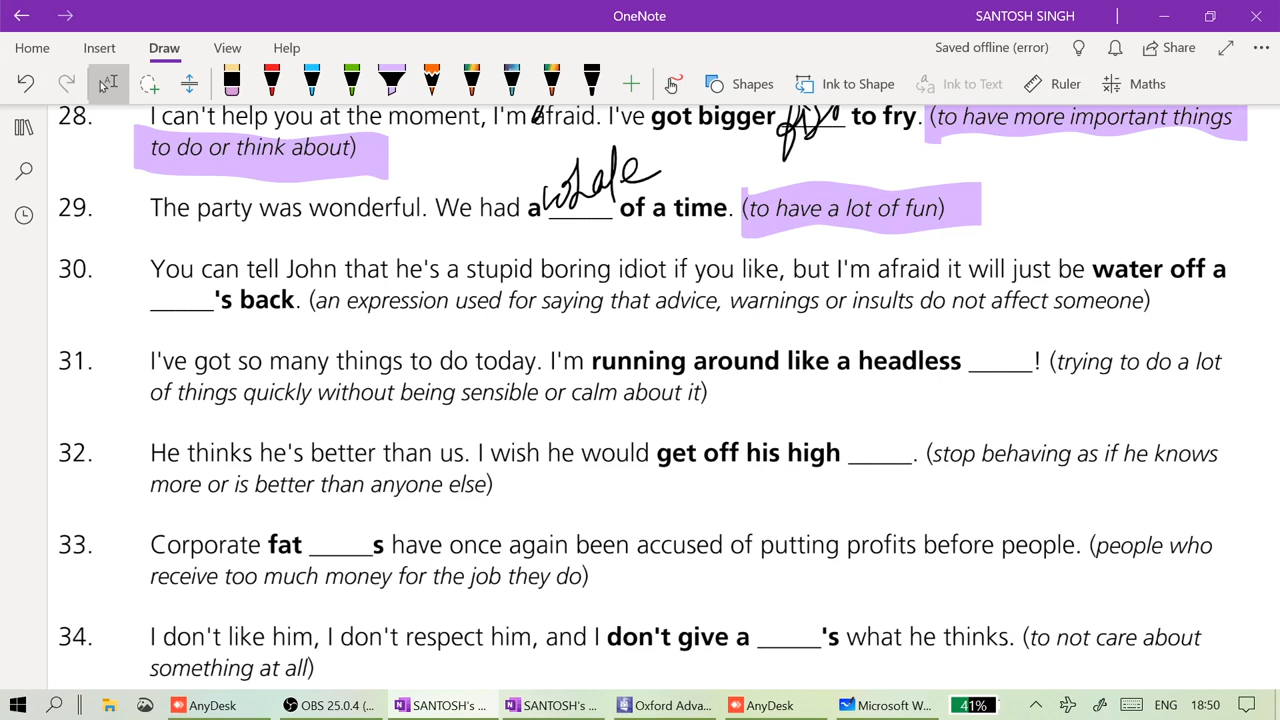 OneNote
SANTOSH SINGH
Home Insert Draw View Help
Saved offline (error) Share
Shapes Ink to Shape Ink to Text Ruler Maths
28. I can't help you at the moment, I'm afraid. I've got bigger fish to fry. (to have more important things
to do or think about)
whale
29. The party was wonderful. We had a _____ of a time. (to have a lot of fun)
30. You can tell John that he's a stupid boring idiot if you like, but I'm afraid it will just be water off a
_____'s back. (an expression used for saying that advice, warnings or insults do not affect someone)
31. I've got so many things to do today. I'm running around like a headless _____! (trying to do a lot
of things quickly without being sensible or calm about it)
32. He thinks he's better than us. I wish he would get off his high _____. (stop behaving as if he knows
more or is better than anyone else)
33. Corporate fat _____s have once again been accused of putting profits before people. (people who
receive too much money for the job they do)
34. I don't like him, I don't respect him, and I don't give a _____'s what he thinks. (to not care about
something at all)
AnyDesk OBS 25.0.4 (... SANTOSH's ... SANTOSH's ... Oxford Adva... AnyDesk Microsoft W... 41% ENG 18:50